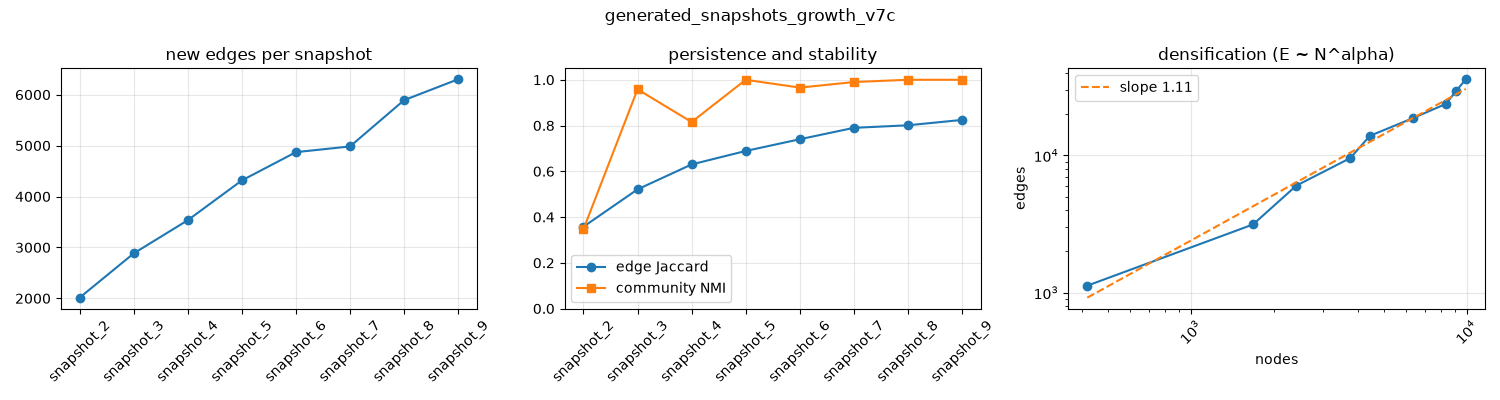 generated_snapshots_growth_v7c
new edges per snapshot
6000
5000
4000
3000
2000
snapshot_2
snapshot_3
snapshot_4
snapshot_5
snapshot_6
snapshot_7
snapshot_8
snapshot_9
persistence and stability
1.0
0.8
0.6
0.4
0.2
0.0
edge Jaccard
community NMI
snapshot_2
snapshot_3
snapshot_4
snapshot_5
snapshot_6
snapshot_7
snapshot_8
snapshot_9
densification (E ~ N^alpha)
slope 1.11
edges
10⁴
10³
10³
10⁴
nodes